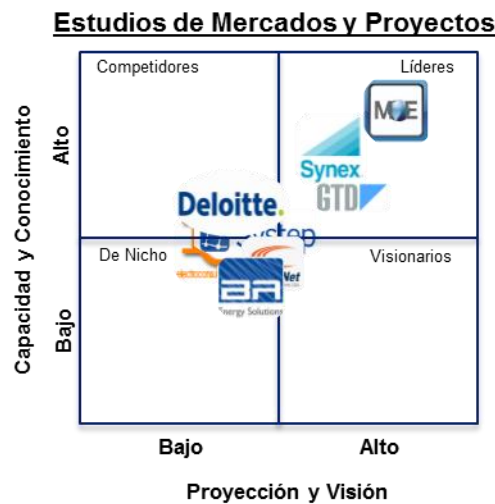 Estudios de Mercados y Proyectos
Competidores
Líderes
Synex
GTD
Deloitte.
De Nicho
Visionarios
Net
BA
Energy Solutions
Capacidad y Conocimiento
Alto
Bajo
Bajo
Alto
Proyección y Visión